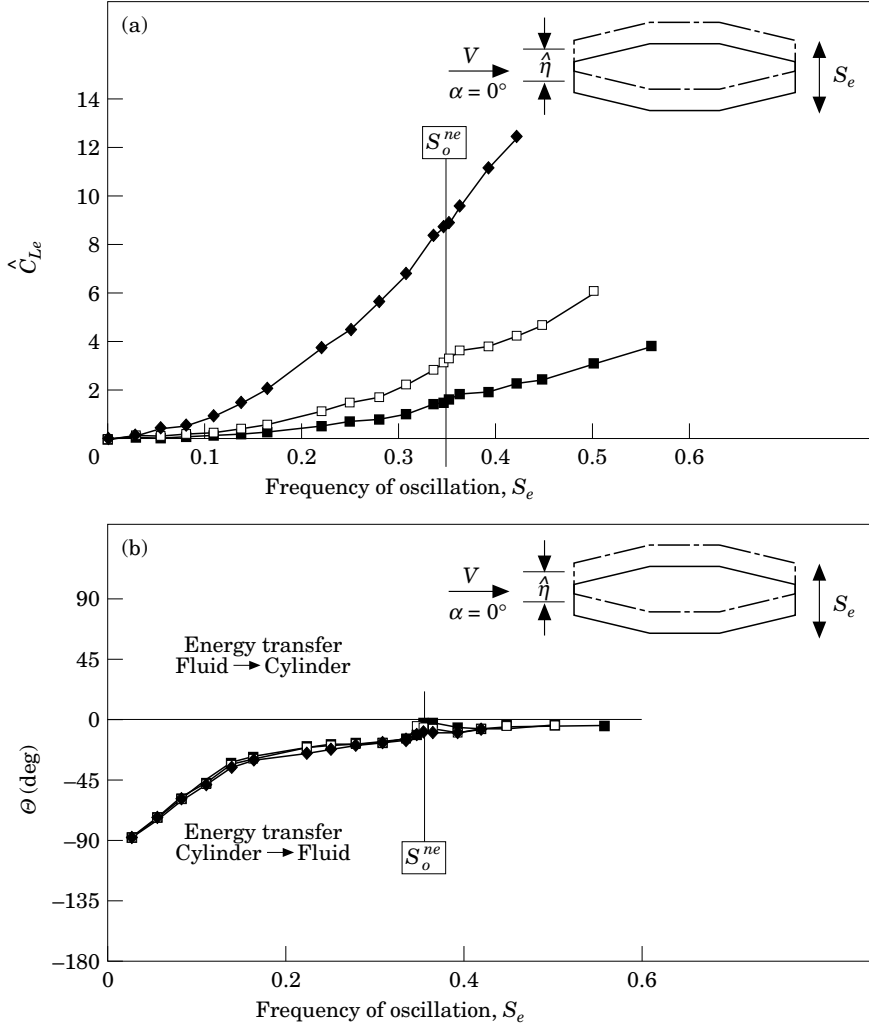 (a)
V
α = 0°
η̂
S_e
S_o^{ne}
14
12
10
8
6
4
2
0
Ĉ_{Le}
0.1
0.2
0.3
0.4
0.5
0.6
Frequency of oscillation, S_e
(b)
V
α = 0°
η̂
S_e
90
45
0
−45
−90
−135
−180
Θ (deg)
Energy transfer
Fluid → Cylinder
Energy transfer
Cylinder → Fluid
S_o^{ne}
0
0.2
0.4
0.6
Frequency of oscillation, S_e